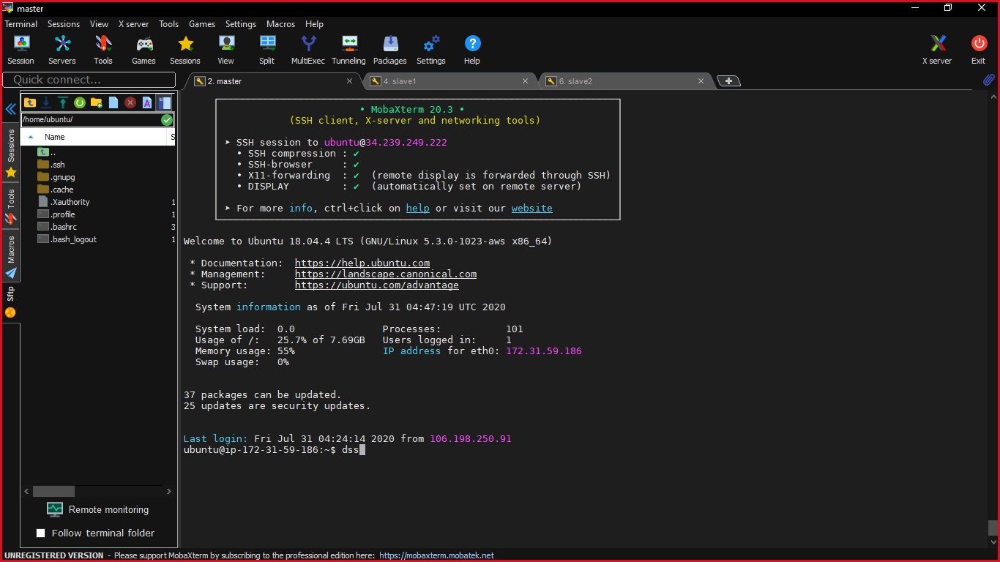 master
Terminal Sessions View X server Tools Games Settings Macros Help
Session Servers Tools Games Sessions View Split MultiExec Tunneling Packages Settings Help X server Exit
Quick connect...
2. master 4. slave1 6. slave2
/home/ubuntu/
Name S
..
.ssh
.gnupg
.cache
.Xauthority 1
.profile 1
.bashrc 3
.bash_logout 1
Sessions
Tools
Macros
Sftp
Remote monitoring
Follow terminal folder
• MobaXterm 20.3 •
(SSH client, X-server and networking tools)
➤ SSH session to ubuntu@34.239.249.222
• SSH compression : ✔
• SSH-browser : ✔
• X11-forwarding : ✔ (remote display is forwarded through SSH)
• DISPLAY : ✔ (automatically set on remote server)
➤ For more info, ctrl+click on help or visit our website
Welcome to Ubuntu 18.04.4 LTS (GNU/Linux 5.3.0-1023-aws x86_64)
* Documentation: https://help.ubuntu.com
* Management: https://landscape.canonical.com
* Support: https://ubuntu.com/advantage
System information as of Fri Jul 31 04:47:19 UTC 2020
System load: 0.0 Processes: 101
Usage of /: 25.7% of 7.69GB Users logged in: 1
Memory usage: 55% IP address for eth0: 172.31.59.186
Swap usage: 0%
37 packages can be updated.
25 updates are security updates.
Last login: Fri Jul 31 04:24:14 2020 from 106.198.250.91
ubuntu@ip-172-31-59-186:~$ dss
UNREGISTERED VERSION - Please support MobaXterm by subscribing to the professional edition here: https://mobaxterm.mobatek.net